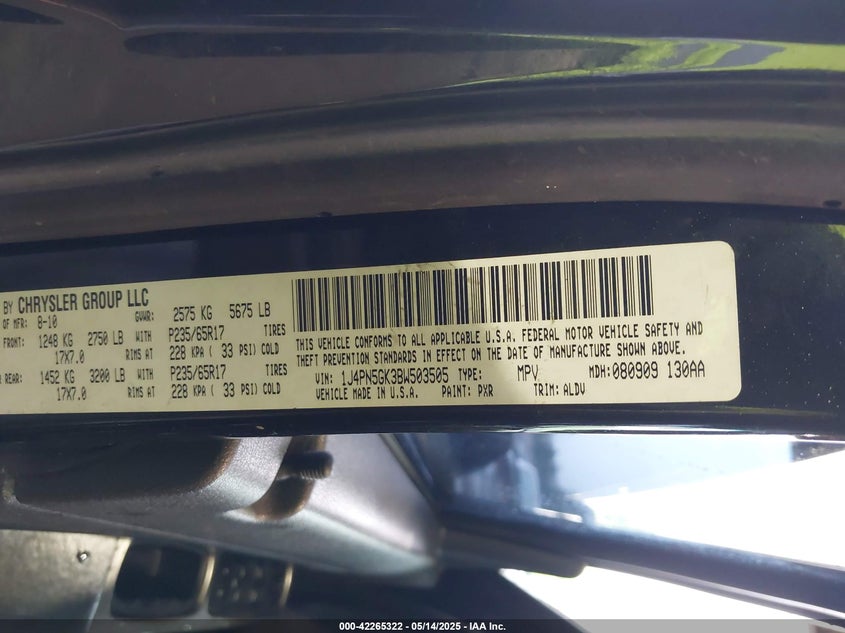 BY CHRYSLER GROUP LLC
OF MFR: 8-10 GVWR: 2575 KG 5675 LB
FRONT: 1248 KG 2750 LB WITH P235/65R17 TIRES
17X7.0 RIMS AT 228 KPA ( 33 PSI) COLD
REAR: 1452 KG 3200 LB WITH P235/65R17 TIRES
17X7.0 RIMS AT 228 KPA ( 33 PSI) COLD
THIS VEHICLE CONFORMS TO ALL APPLICABLE U.S.A. FEDERAL MOTOR VEHICLE SAFETY AND
THEFT PREVENTION STANDARDS IN EFFECT ON THE DATE OF MANUFACTURE SHOWN ABOVE.
VIN: 1J4PN5GK3BW503505 TYPE: MPV MDH: 080909 130AA
VEHICLE MADE IN U.S.A. PAINT: PXR TRIM: ALDV
000-42265322 - 05/14/2025 - IAA Inc.